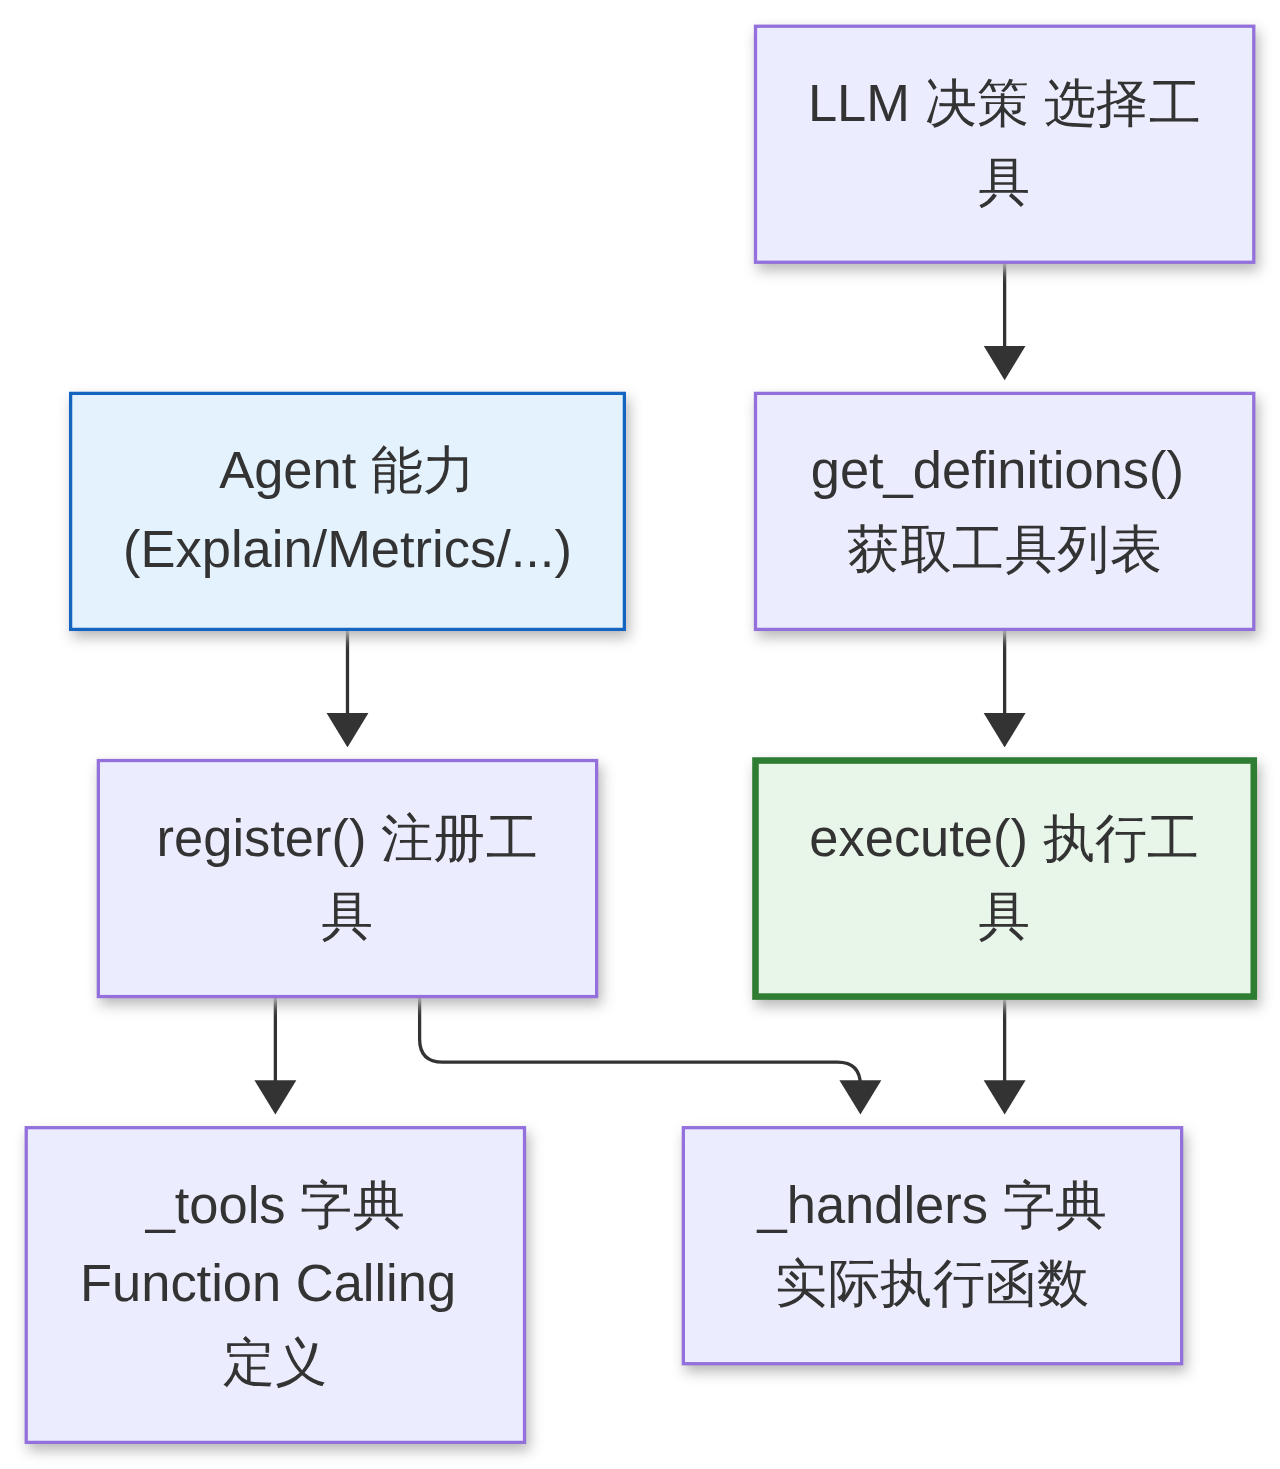 LLM 决策 选择工
具
Agent 能力
(Explain/Metrics/...)
get_definitions()
获取工具列表
register() 注册工
具
execute() 执行工
具
_tools 字典
Function Calling
定义
_handlers 字典
实际执行函数